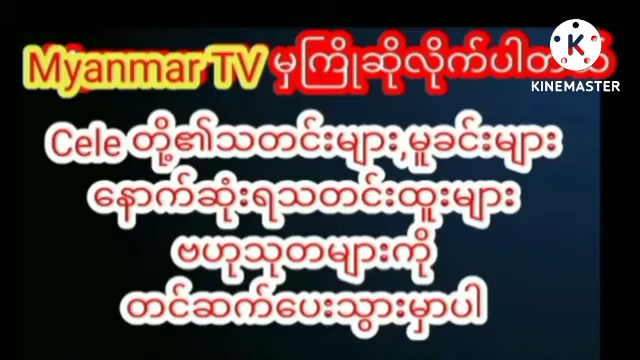 Myanmar TV မှကြိုဆိုလိုက်ပါတယ်
KINEMASTER
Cele တို့၏သတင်းများ,မူခင်းများ
နောက်ဆုံးရသတင်းထူးများ
ဗဟုသုတများကို
တင်ဆက်ပေးသွားမှာပါ